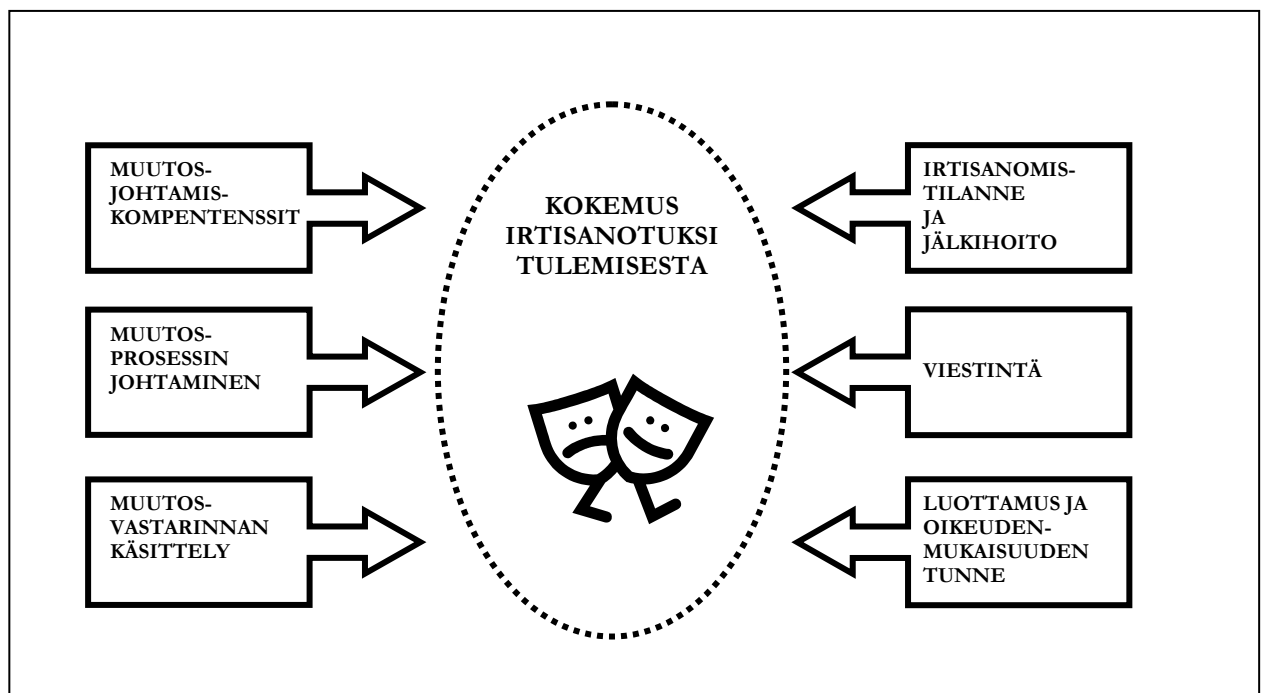 MUUTOS-
JOHTAMIS-
KOMPENTENSSIT
MUUTOS-
PROSESSIN
JOHTAMINEN
MUUTOS-
VASTARINNAN
KÄSITTELY
KOKEMUS
IRTISANOTUKSI
TULEMISESTA
IRTISANOMIS-
TILANNE
JA
JÄLKIHOITO
VIESTINTÄ
LUOTTAMUS JA
OIKEUDEN-
MUKAISUUDEN
TUNNE